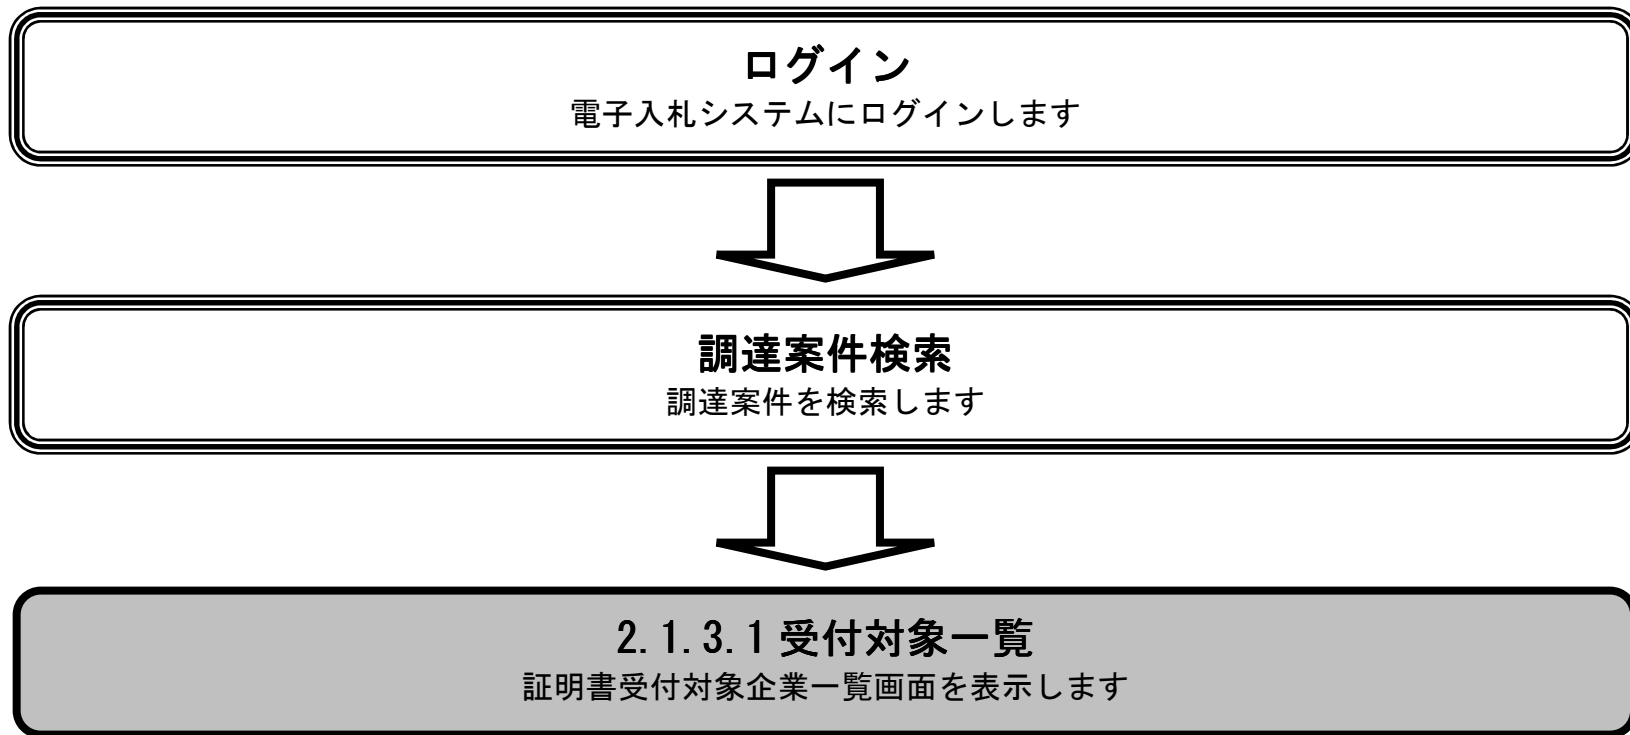 ログイン
電子入札システムにログインします
調達案件検索
調達案件を検索します
2.1.3.1 受付対象一覧
証明書受付対象企業一覧画面を表示します